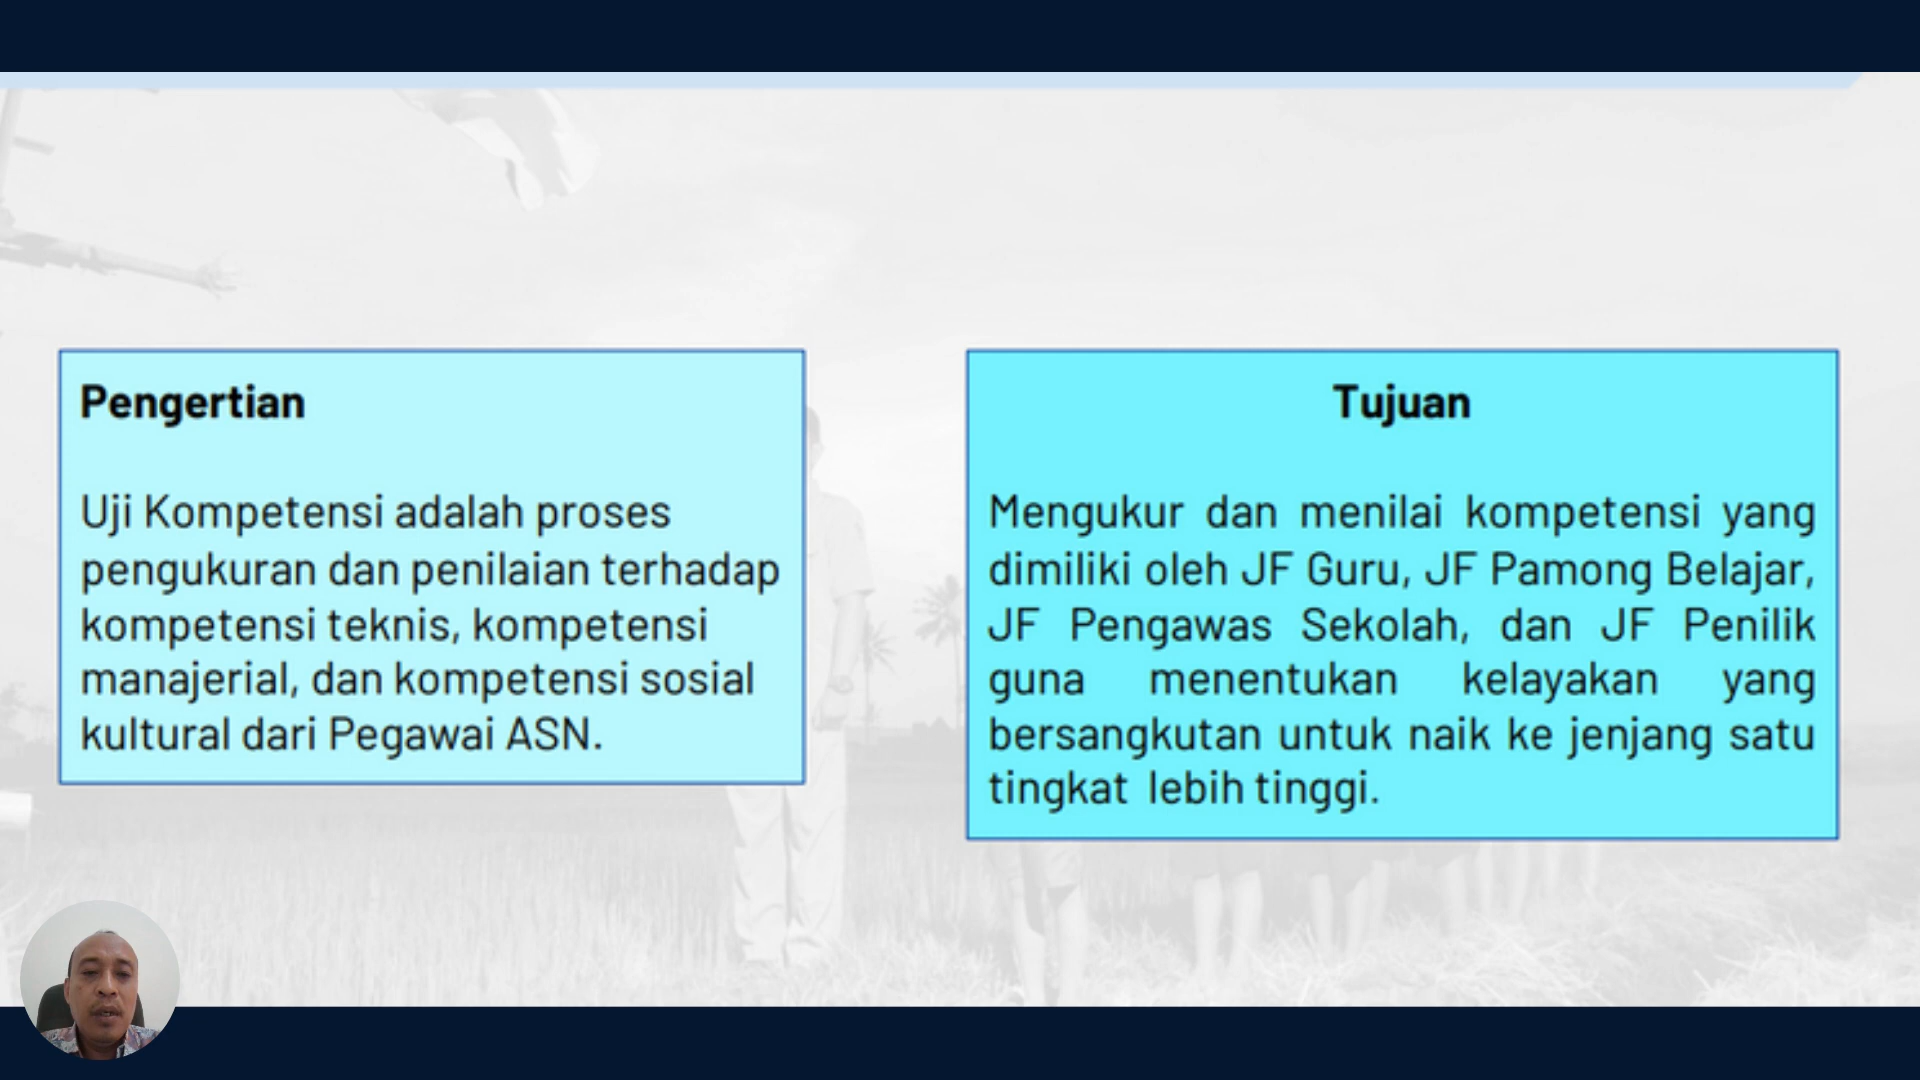 Pengertian
Uji Kompetensi adalah proses
pengukuran dan penilaian terhadap
kompetensi teknis, kompetensi
manajerial, dan kompetensi sosial
kultural dari Pegawai ASN.
Tujuan
Mengukur dan menilai kompetensi yang
dimiliki oleh JF Guru, JF Pamong Belajar,
JF Pengawas Sekolah, dan JF Penilik
guna menentukan kelayakan yang
bersangkutan untuk naik ke jenjang satu
tingkat lebih tinggi.